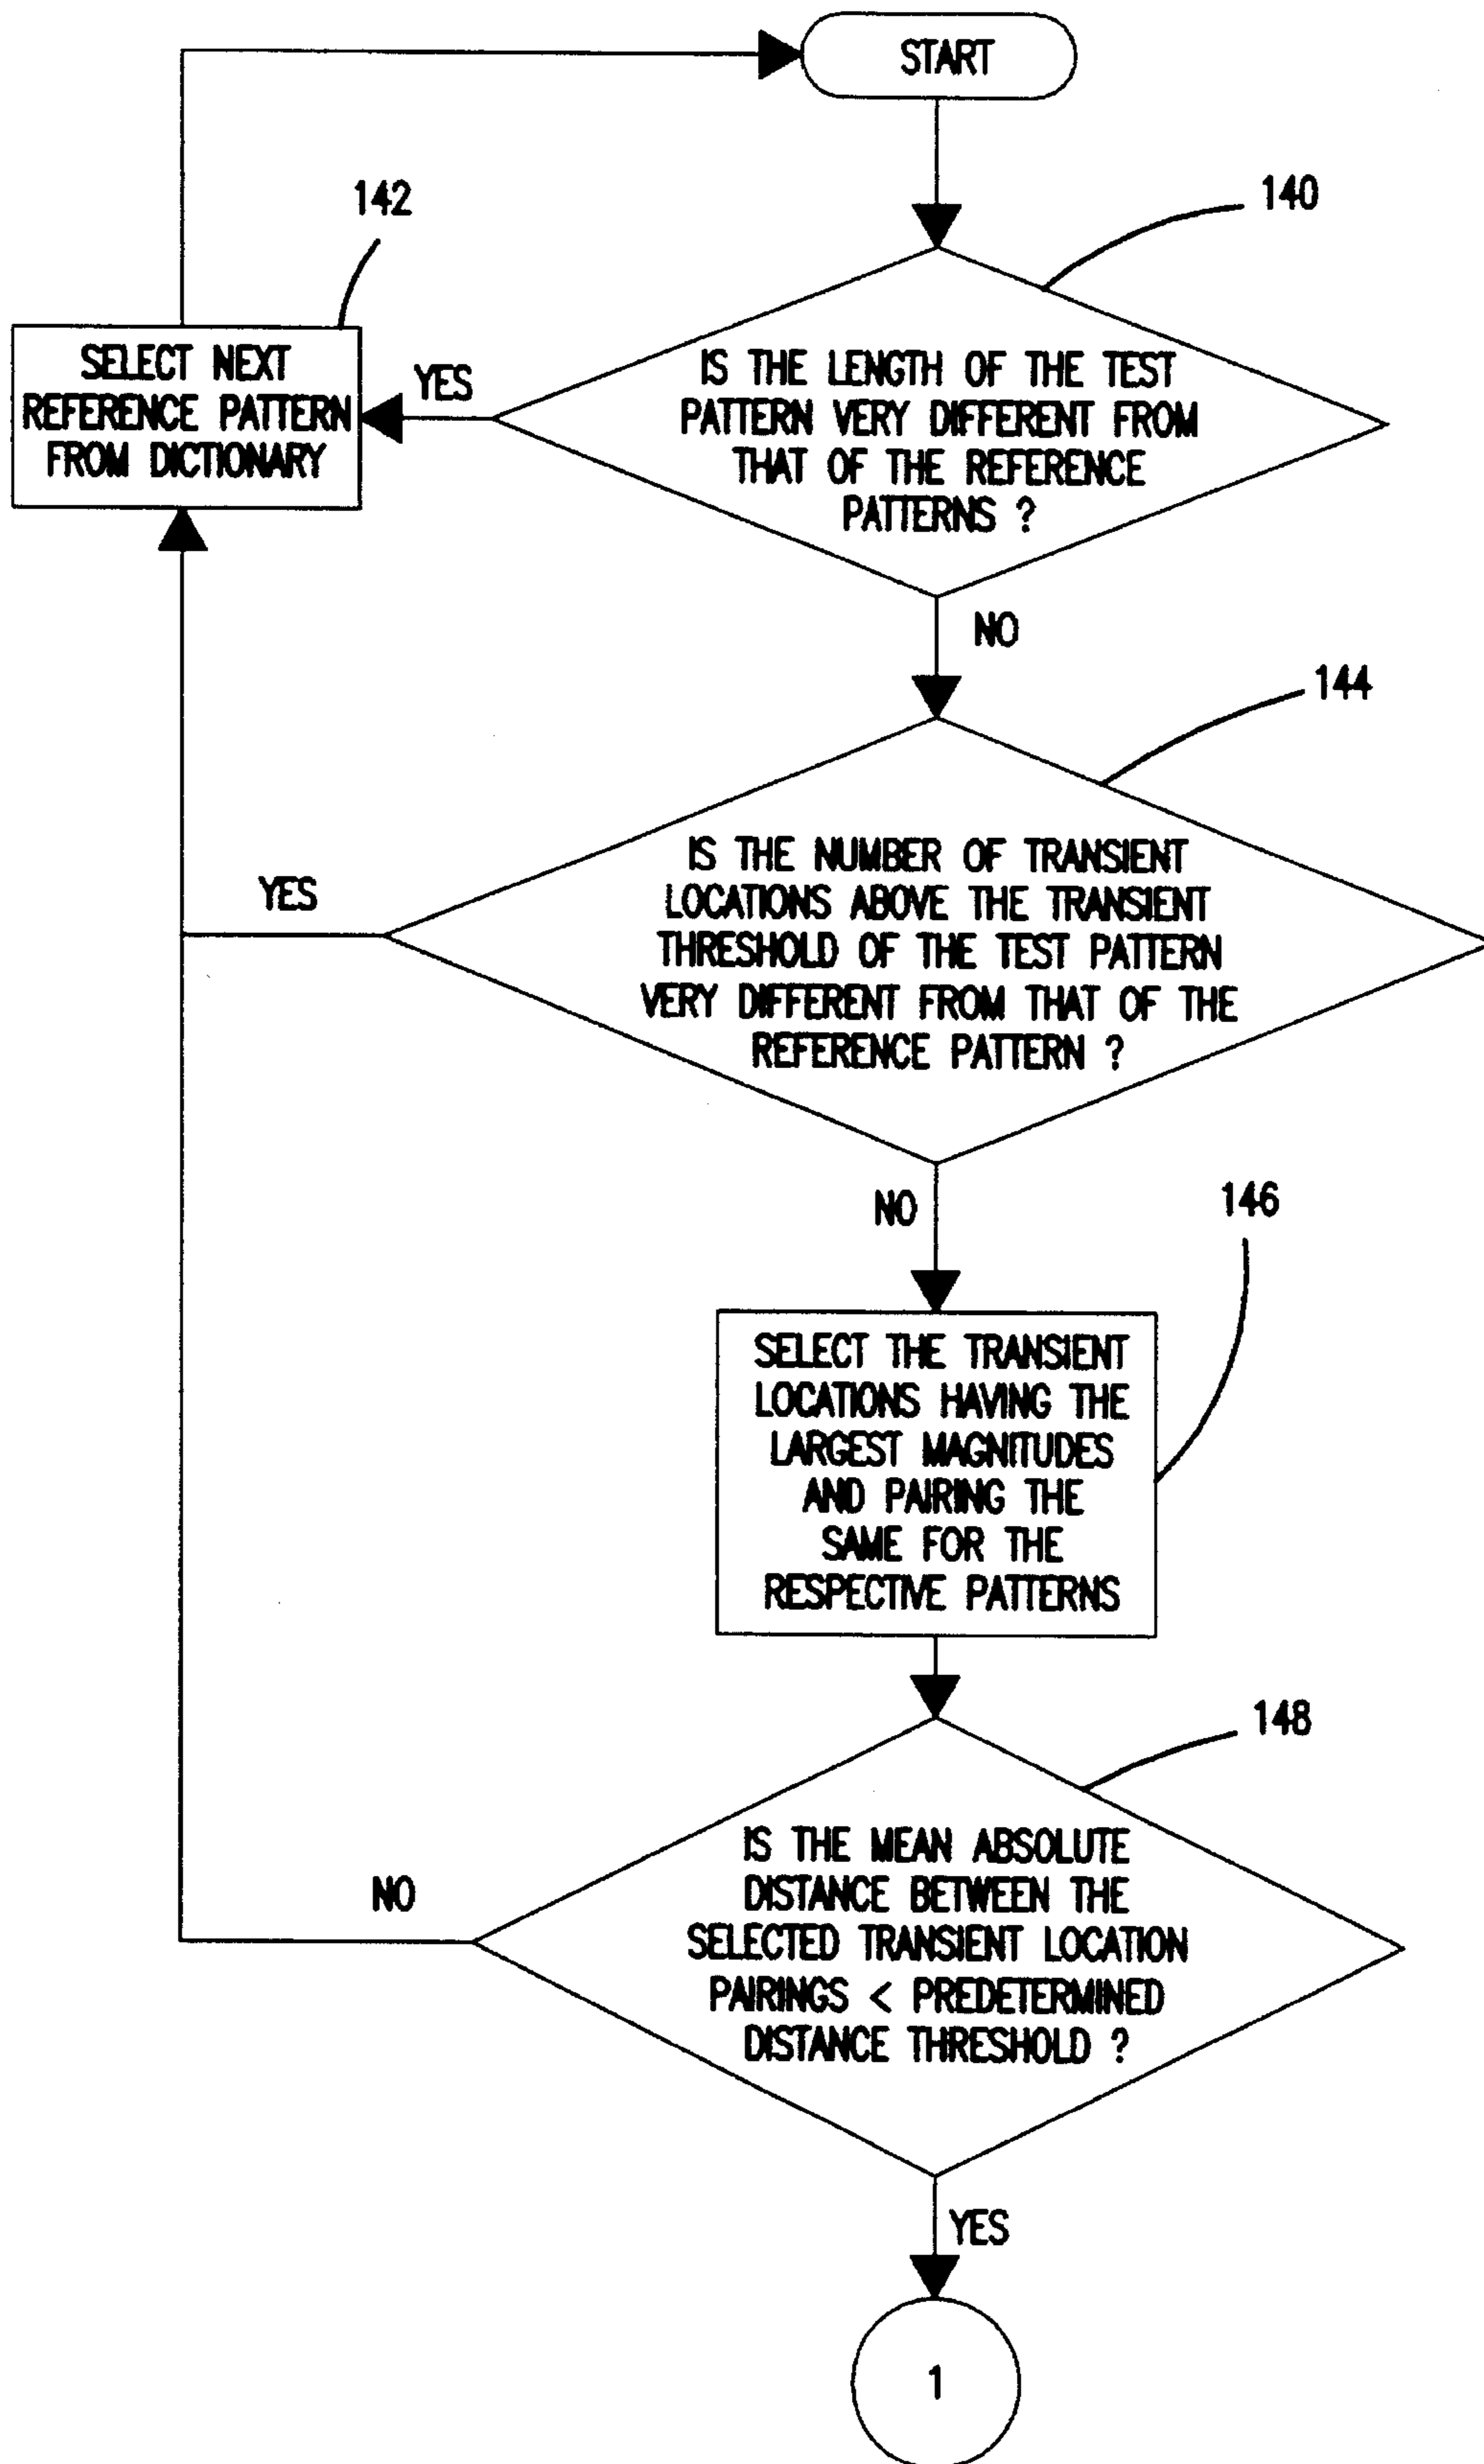 START
142
140
SELECT NEXT
REFERENCE PATTERN
FROM DICTIONARY
YES
IS THE LENGTH OF THE TEST
PATTERN VERY DIFFERENT FROM
THAT OF THE REFERENCE
PATTERNS ?
NO
144
YES
IS THE NUMBER OF TRANSIENT
LOCATIONS ABOVE THE TRANSIENT
THRESHOLD OF THE TEST PATTERN
VERY DIFFERENT FROM THAT OF THE
REFERENCE PATTERN ?
NO
146
SELECT THE TRANSIENT
LOCATIONS HAVING THE
LARGEST MAGNITUDES
AND PAIRING THE
SAME FOR THE
RESPECTIVE PATTERNS
148
NO
IS THE MEAN ABSOLUTE
DISTANCE BETWEEN THE
SELECTED TRANSIENT LOCATION
PAIRINGS < PREDETERMINED
DISTANCE THRESHOLD ?
YES
1